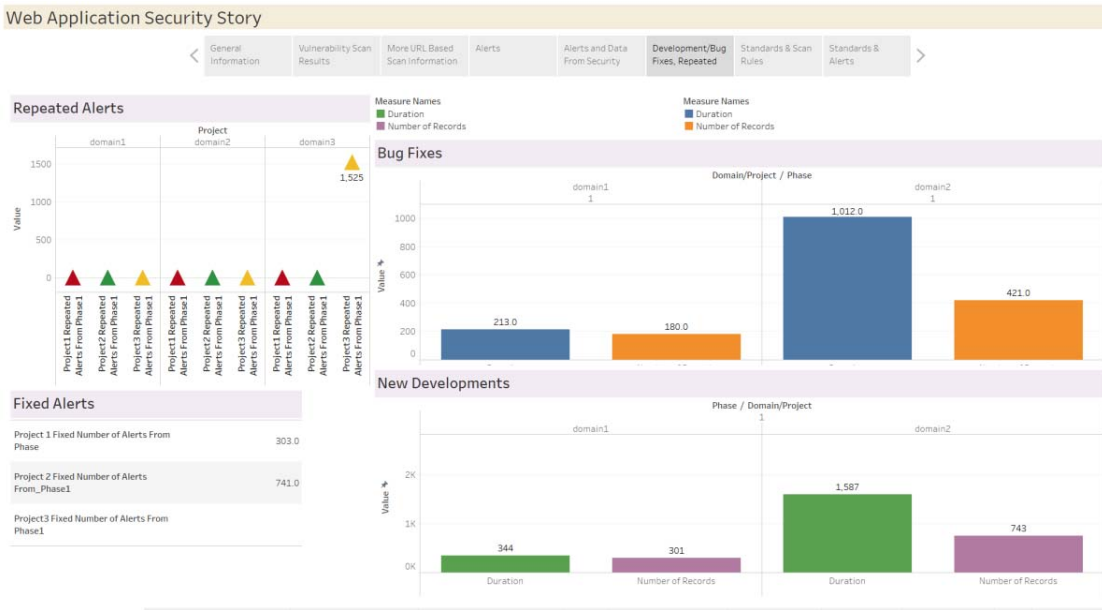 Web Application Security Story
General
Information
Vulnerability Scan
Results
More URL Based
Scan Information
Alerts
Alerts and Data
From Security
Development/Bug
Fixes, Repeated
Standards & Scan
Rules
Standards &
Alerts
Repeated Alerts
Project
domain1
domain2
domain3
Value
1500
1000
500
0
1,525
Project1 Repeated
Alerts From Phase1
Project2 Repeated
Alerts From Phase1
Project3 Repeated
Alerts From Phase1
Project1 Repeated
Alerts From Phase1
Project2 Repeated
Alerts From Phase1
Project3 Repeated
Alerts From Phase1
Project1 Repeated
Alerts From Phase1
Project2 Repeated
Alerts From Phase1
Project3 Repeated
Alerts From Phase1
Fixed Alerts
Project 1 Fixed Number of Alerts From
Phase
303.0
Project 2 Fixed Number of Alerts
From_Phase1
741.0
Project3 Fixed Number of Alerts From
Phase1
Measure Names
Duration
Number of Records
Measure Names
Duration
Number of Records
Bug Fixes
Domain/Project / Phase
domain1
1
domain2
1
Value
1000
800
600
400
200
0
213.0
180.0
1,012.0
421.0
New Developments
Phase / Domain/Project
1
domain1
domain2
Value
2K
1K
0K
344
301
1,587
743
Duration
Number of Records
Duration
Number of Records